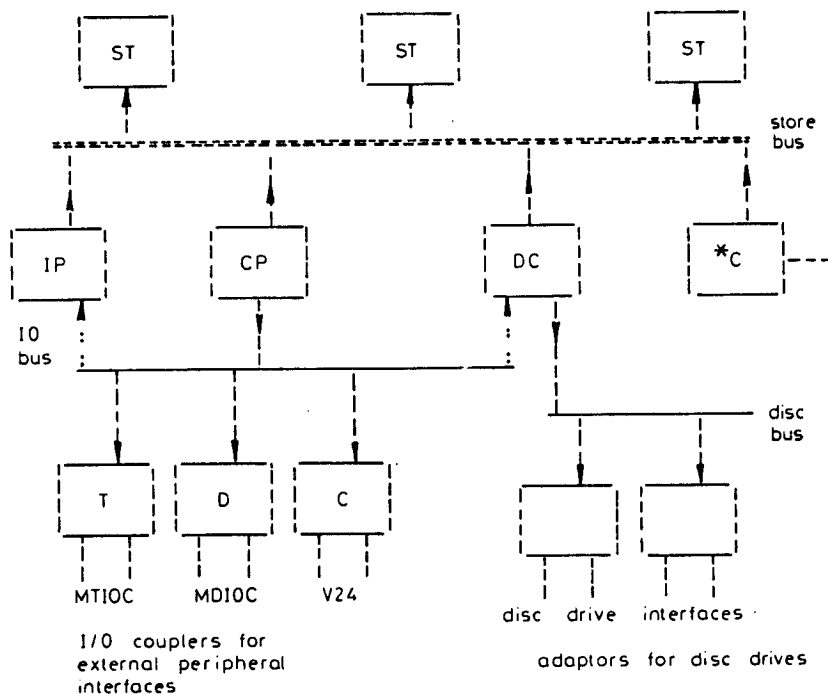 ST ST ST
store
bus
IP CP DC *C
IO
bus
disc
bus
T D C
MTIOC MDIOC V24
disc drive interfaces
I/O couplers for
external peripheral
interfaces
adaptors for disc drives